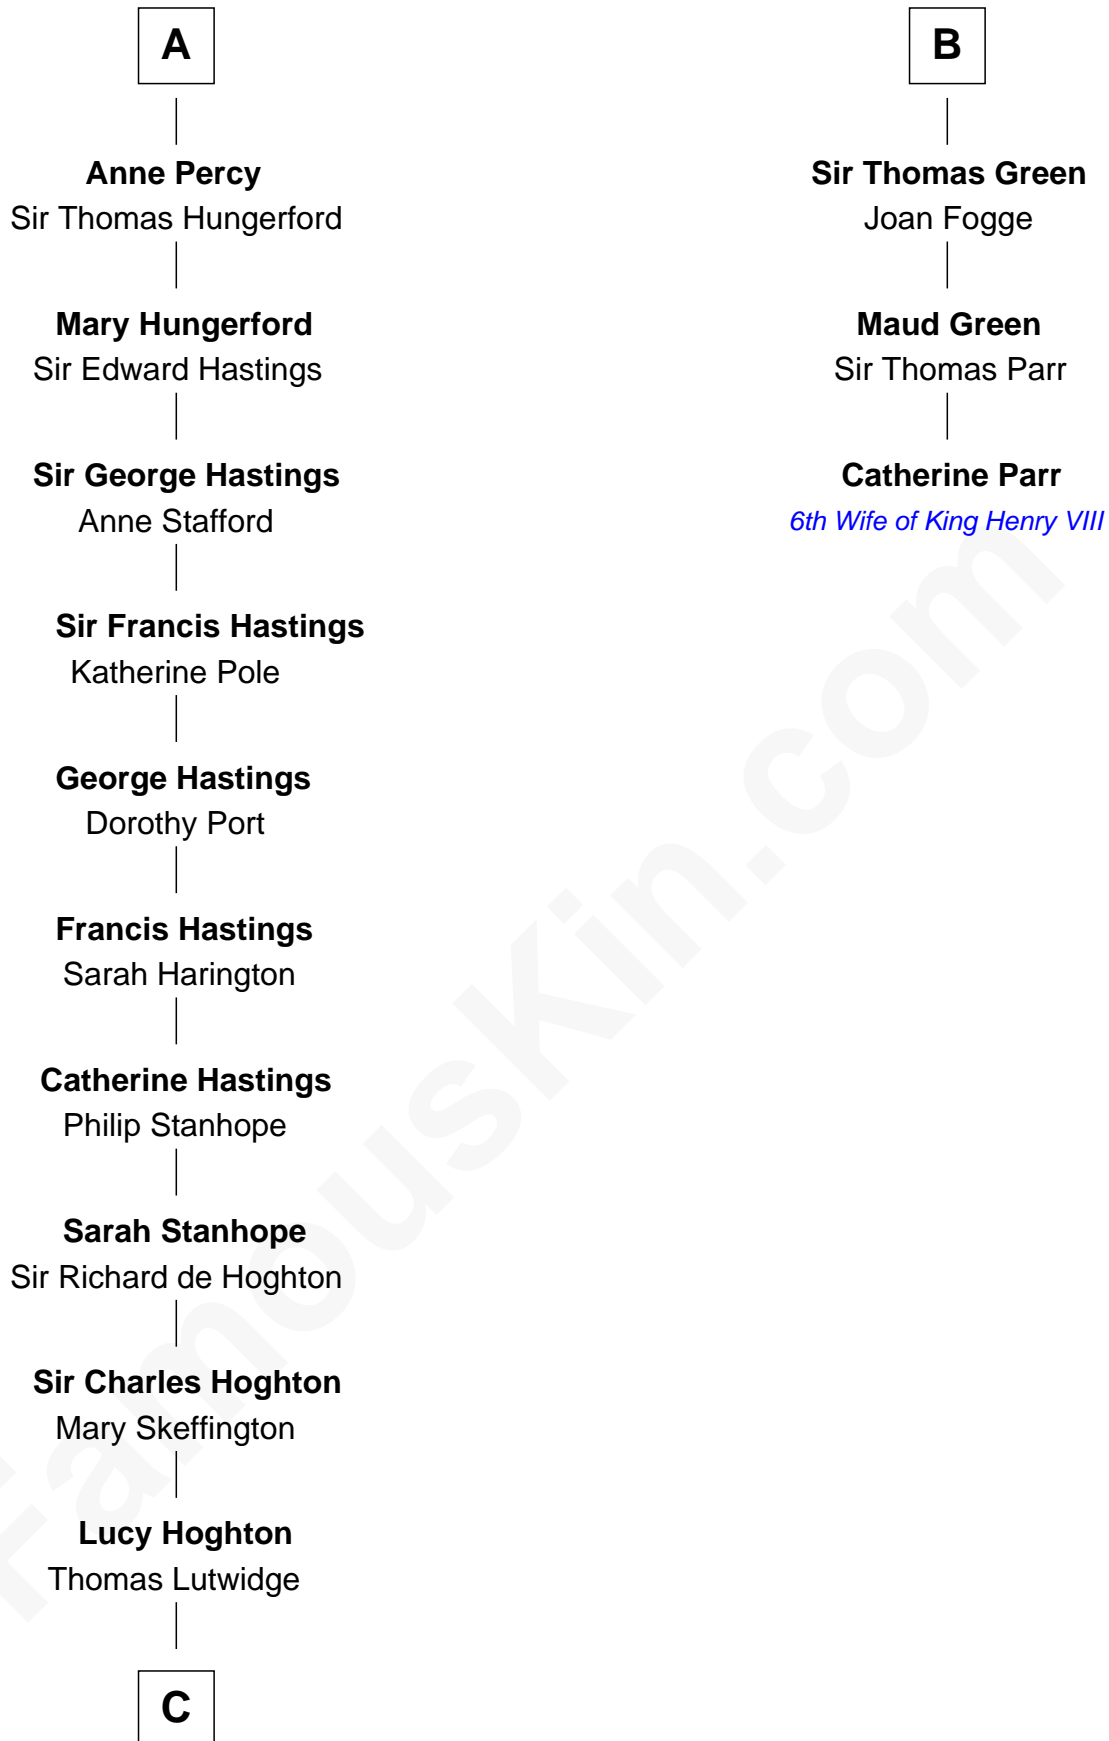 A
Anne Percy
Sir Thomas Hungerford
Mary Hungerford
Sir Edward Hastings
Sir George Hastings
Anne Stafford
Sir Francis Hastings
Katherine Pole
George Hastings
Dorothy Port
Francis Hastings
Sarah Harington
Catherine Hastings
Philip Stanhope
Sarah Stanhope
Sir Richard de Hoghton
Sir Charles Hoghton
Mary Skeffington
Lucy Hoghton
Thomas Lutwidge
C
B
Sir Thomas Green
Joan Fogge
Maud Green
Sir Thomas Parr
Catherine Parr
6th Wife of King Henry VIII
FamousKin.com